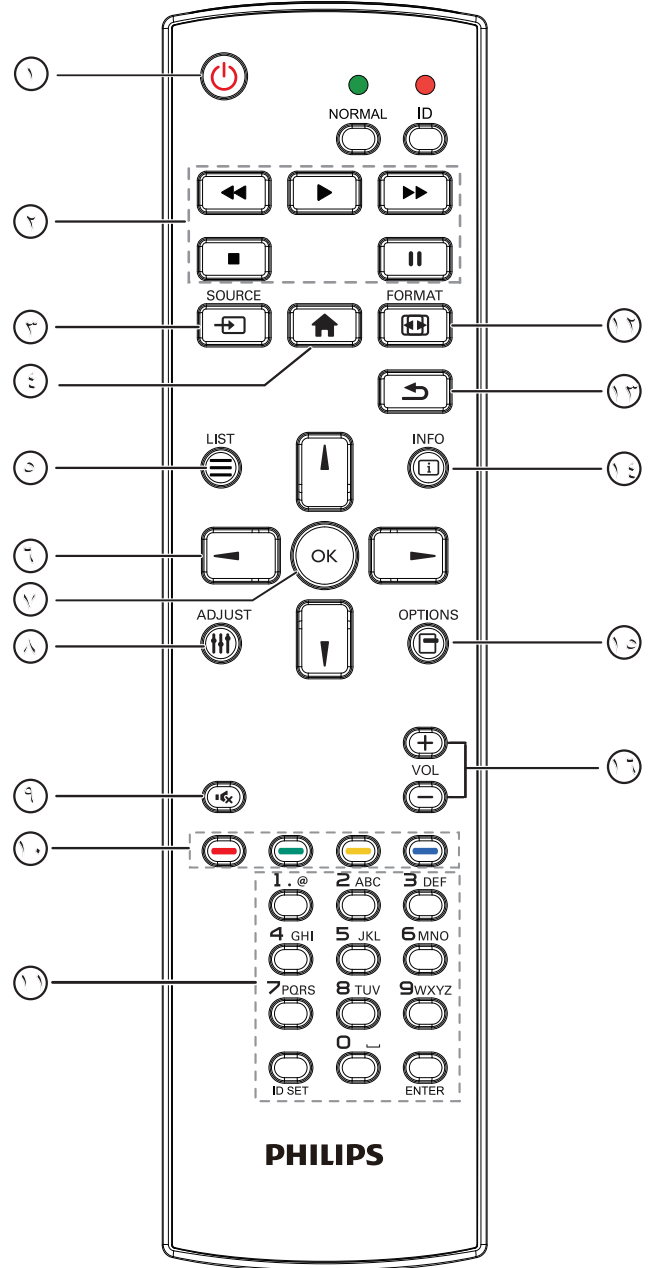 ١
NORMAL ID
٢
SOURCE FORMAT
٣ ١٢
٤
١٣
LIST INFO
٥ ١٤
٦
OK
٧
ADJUST OPTIONS
٨ ١٥
VOL
١٦
٩
١٠
1.@ 2 ABC 3 DEF
4 GHI 5 JKL 6 MNO
١١
7 PQRS 8 TUV 9 WXYZ
0 ⎵
ID SET ENTER
PHILIPS